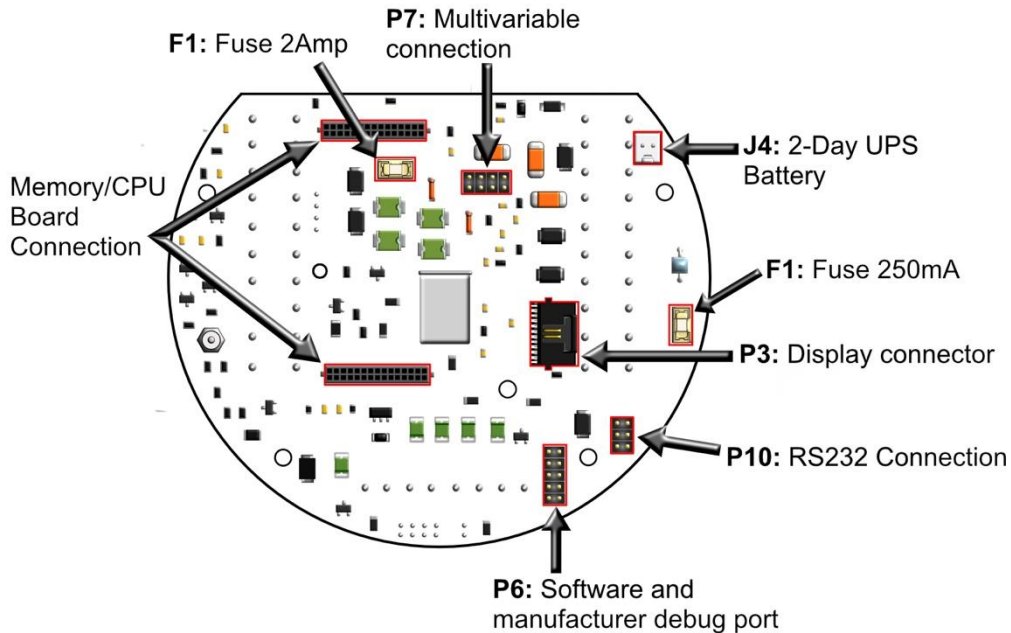 P7: Multivariable
connection
F1: Fuse 2Amp
J4: 2-Day UPS
Battery
Memory/CPU
Board
Connection
F1: Fuse 250mA
P3: Display connector
P10: RS232 Connection
P6: Software and
manufacturer debug port